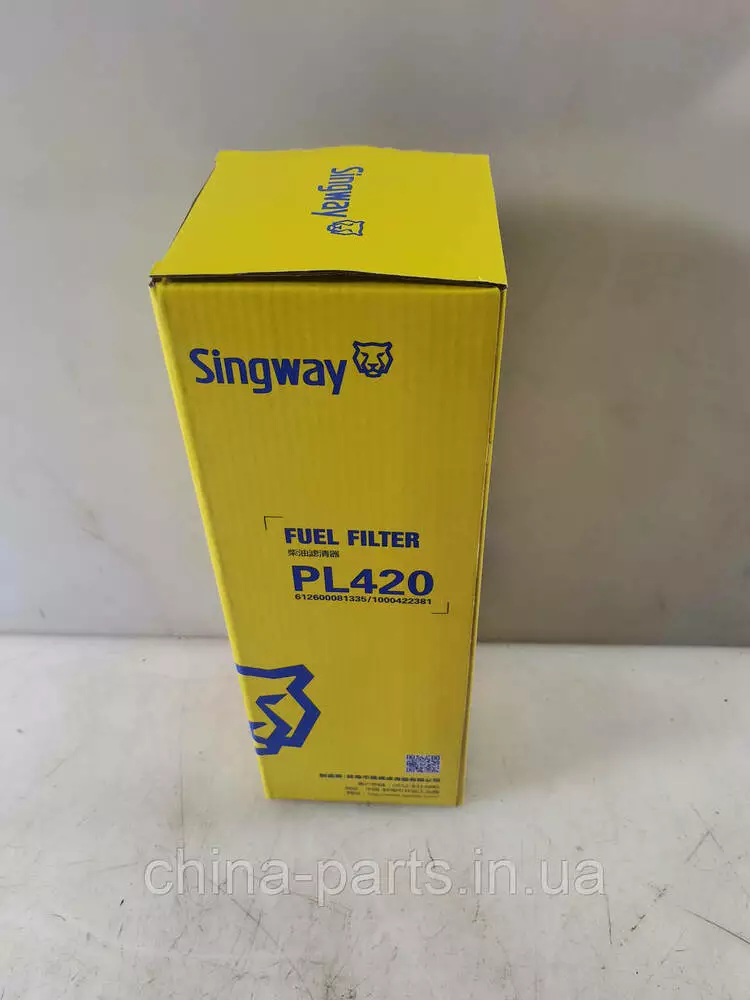 Singway
Singway
FUEL FILTER
柴油滤清器
PL420
612600081335/1000422381
china-parts.in.ua